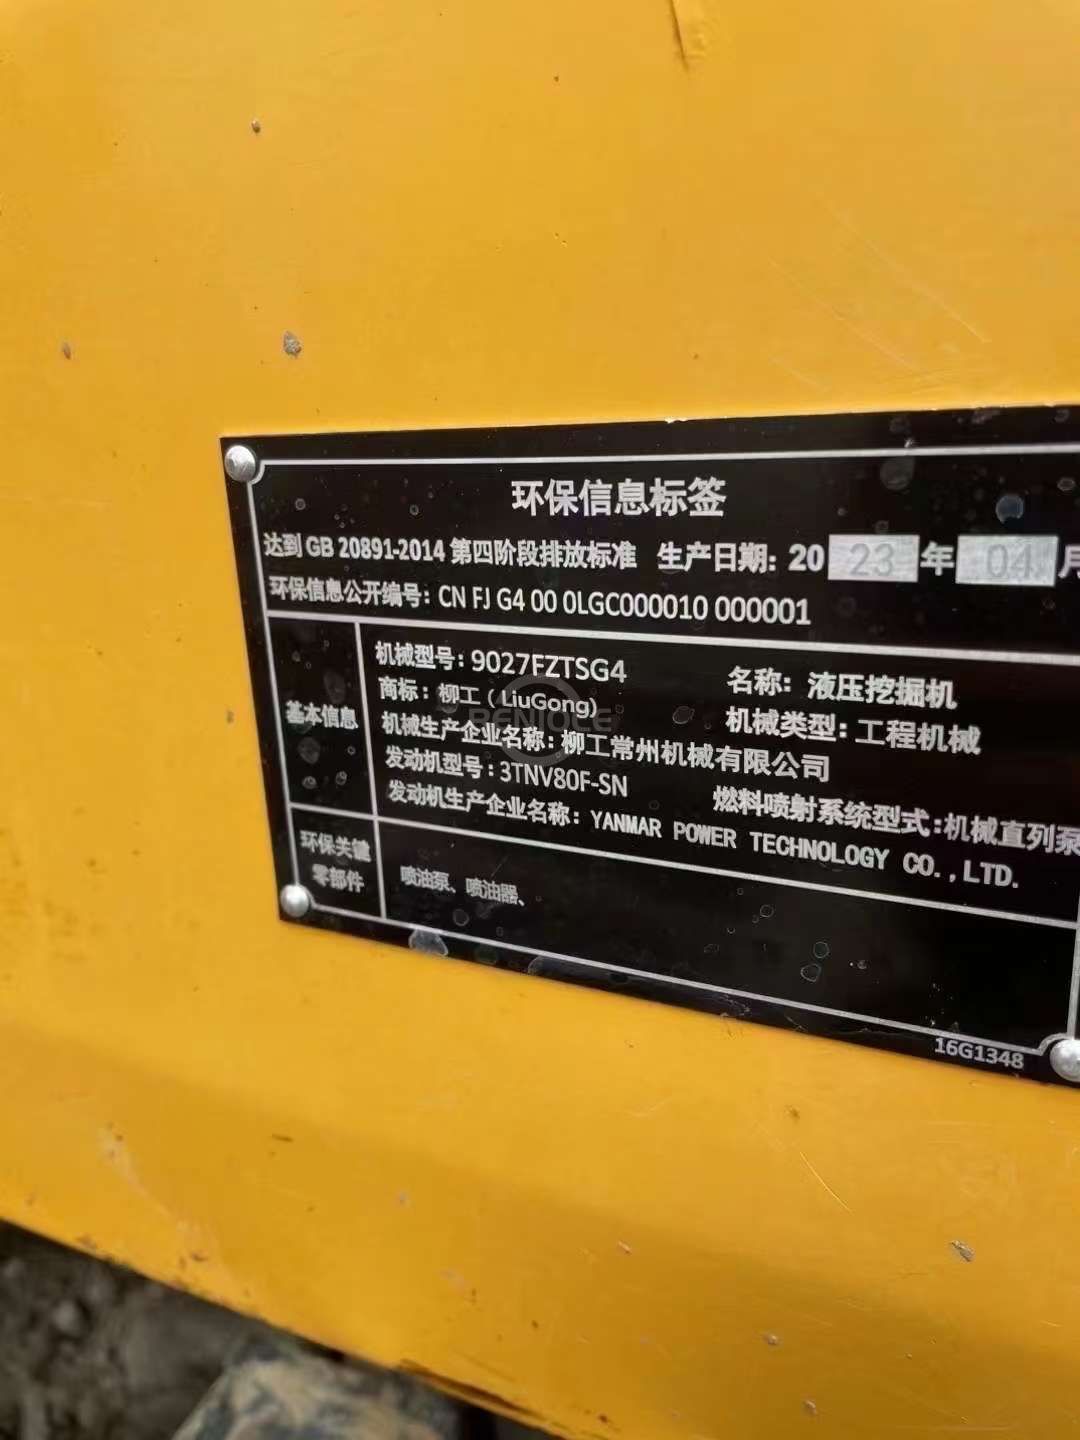 环保信息标签
达到 GB 20891-2014 第四阶段排放标准 生产日期: 20 23 年 04 月
环保信息公开编号: CN FJ G4 00 0LGC000010 000001
基本信息
机械型号: 9027FZTSG4 名称: 液压挖掘机
商标: 柳工 (LiuGong) 机械类型: 工程机械
机械生产企业名称: 柳工常州机械有限公司
发动机型号: 3TNV80F-SN 燃料喷射系统型式: 机械直列泵
发动机生产企业名称: YANMAR POWER TECHNOLOGY CO., LTD.
环保关键
零部件
喷油泵、喷油器、
16G1348